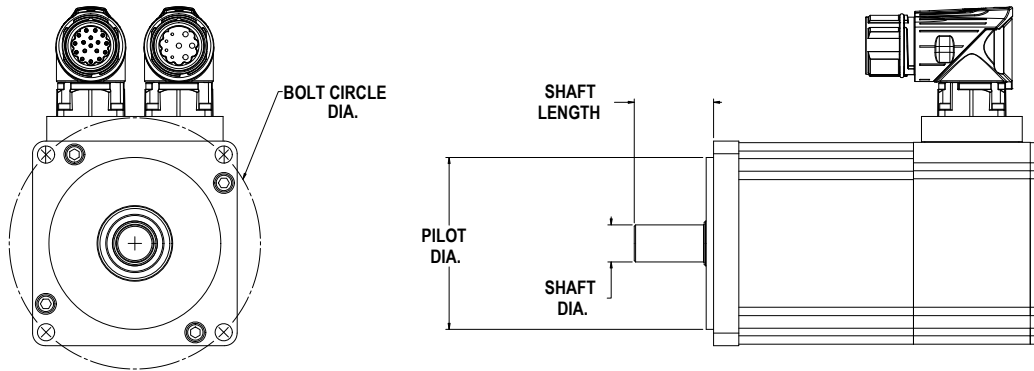 BOLT CIRCLE
DIA.
SHAFT
LENGTH
PILOT
DIA.
SHAFT
DIA.